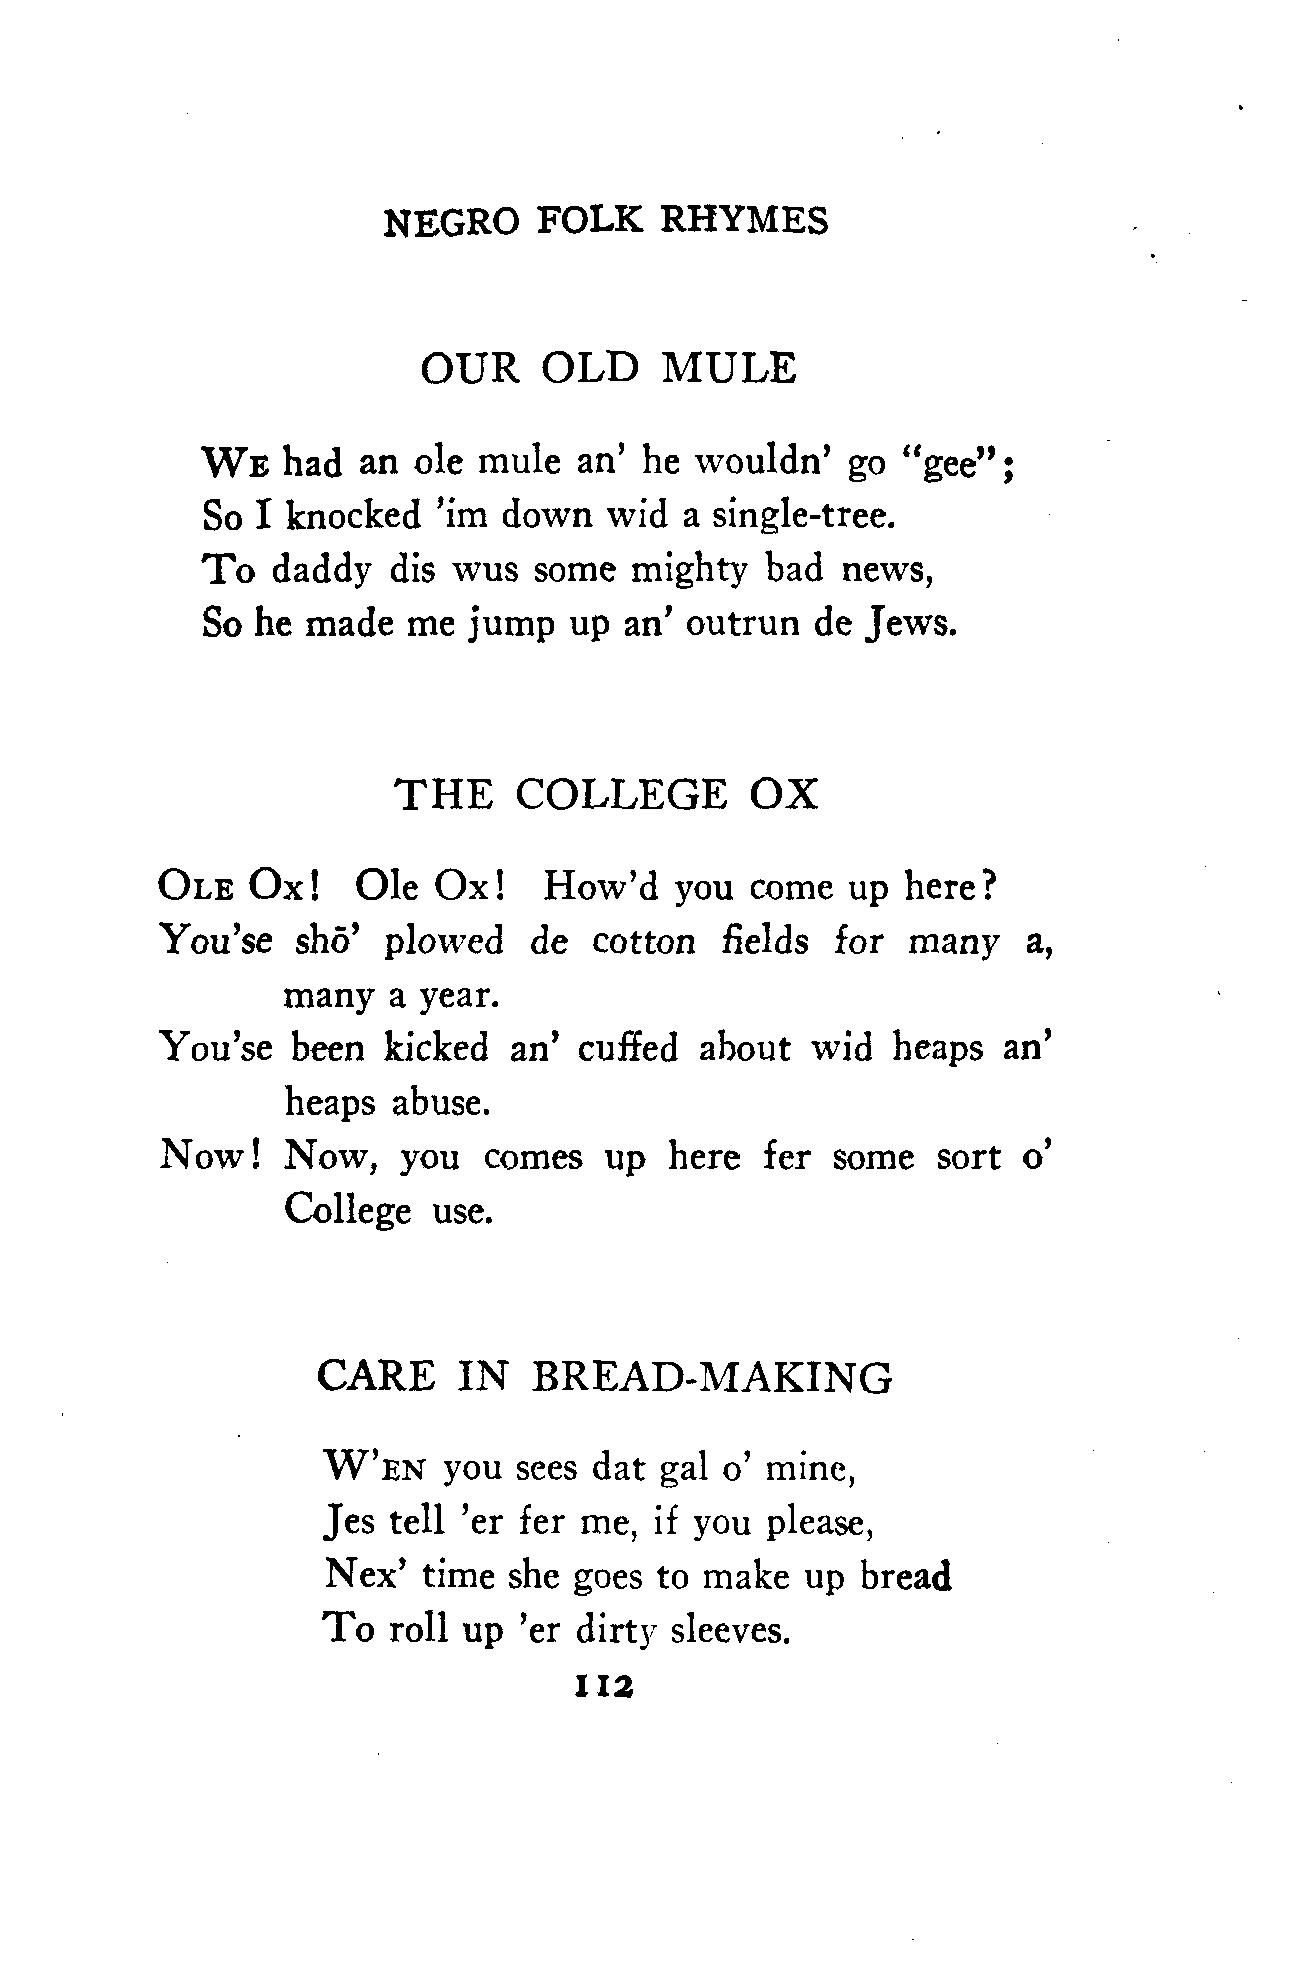 NEGRO FOLK RHYMES
OUR OLD MULE
WE had an ole mule an' he wouldn' go "gee";
So I knocked 'im down wid a single-tree.
To daddy dis wus some mighty bad news,
So he made me jump up an' outrun de Jews.
THE COLLEGE OX
OLE Ox! Ole Ox! How'd you come up here?
You'se shō' plowed de cotton fields for many a,
many a year.
You'se been kicked an' cuffed about wid heaps an'
heaps abuse.
Now! Now, you comes up here fer some sort o'
College use.
CARE IN BREAD-MAKING
W'EN you sees dat gal o' mine,
Jes tell 'er fer me, if you please,
Nex' time she goes to make up bread
To roll up 'er dirty sleeves.
112